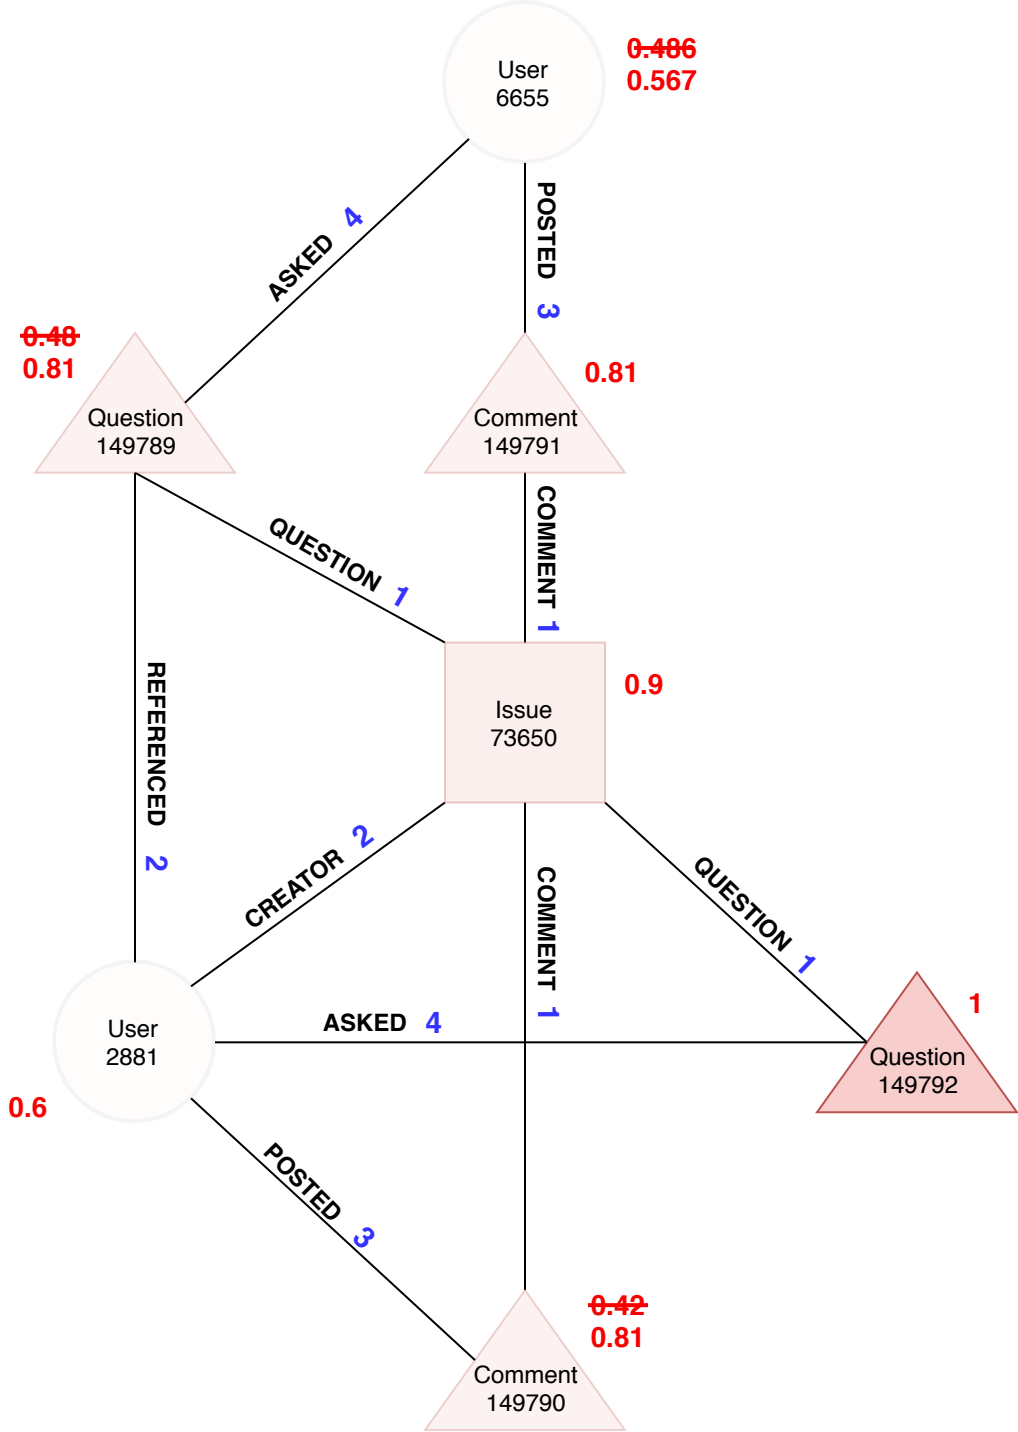 User
6655
0.486
0.567
ASKED 4
POSTED 3
0.48
0.81
Question
149789
Comment
149791
0.81
QUESTION 1
COMMENT 1
REFERENCED 2
Issue
73650
0.9
CREATOR 2
COMMENT 1
QUESTION 1
User
2881
0.6
ASKED 4
Question
149792
1
POSTED 3
0.42
0.81
Comment
149790